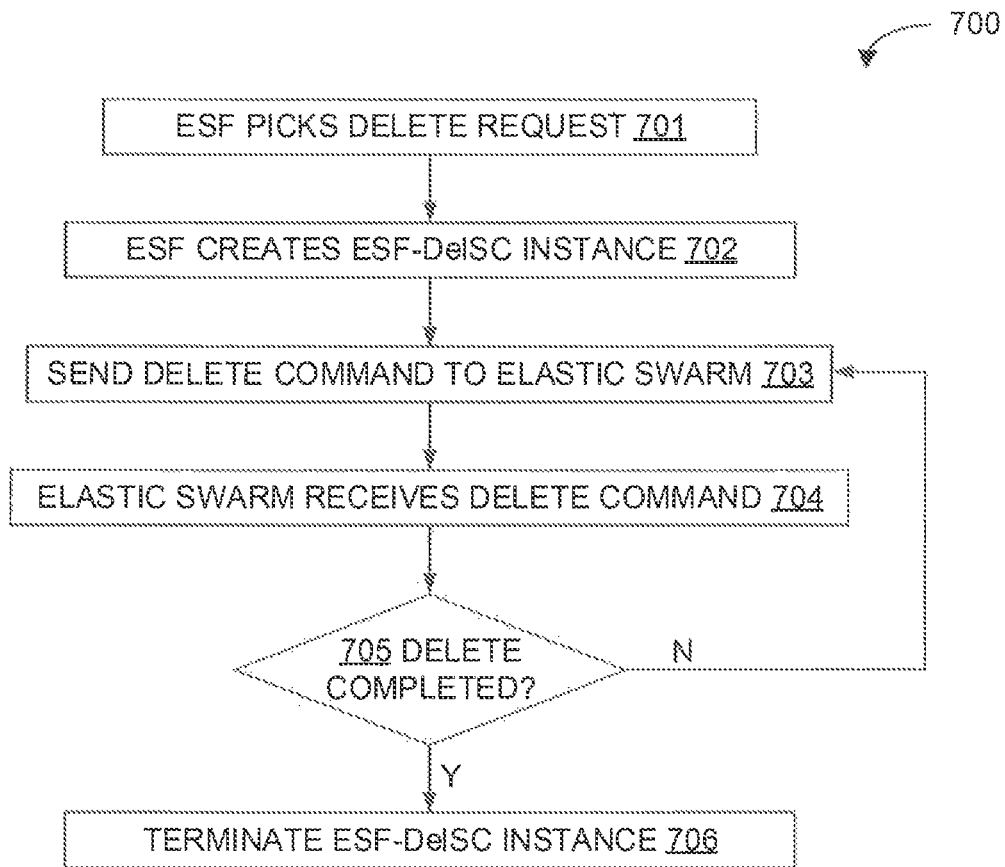 700
ESF PICKS DELETE REQUEST 701
ESF CREATES ESF-DelSC INSTANCE 702
SEND DELETE COMMAND TO ELASTIC SWARM 703
ELASTIC SWARM RECEIVES DELETE COMMAND 704
705 DELETE
COMPLETED?
N
Y
TERMINATE ESF-DelSC INSTANCE 706